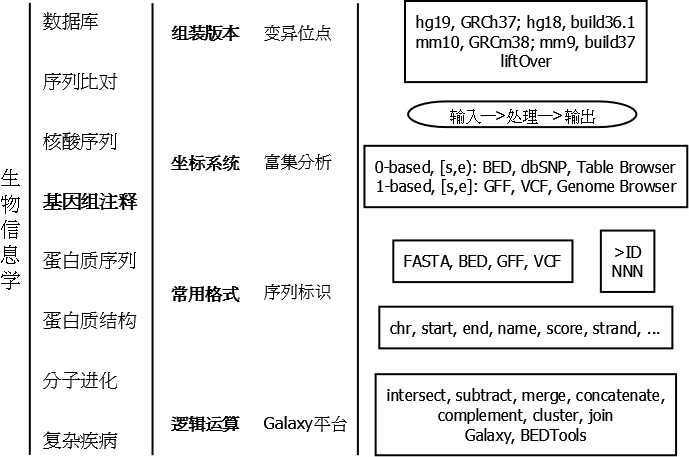 生物信息学
数据库
序列比对
核酸序列
基因组注释
蛋白质序列
蛋白质结构
分子进化
复杂疾病
组装版本 变异位点
坐标系统 富集分析
常用格式 序列标识
逻辑运算 Galaxy平台
hg19, GRCh37; hg18, build36.1
mm10, GRCm38; mm9, build37
liftOver
输入—>处理—>输出
0-based, [s,e): BED, dbSNP, Table Browser
1-based, [s,e]: GFF, VCF, Genome Browser
FASTA, BED, GFF, VCF
>ID
NNN
chr, start, end, name, score, strand, ...
intersect, subtract, merge, concatenate,
complement, cluster, join
Galaxy, BEDTools